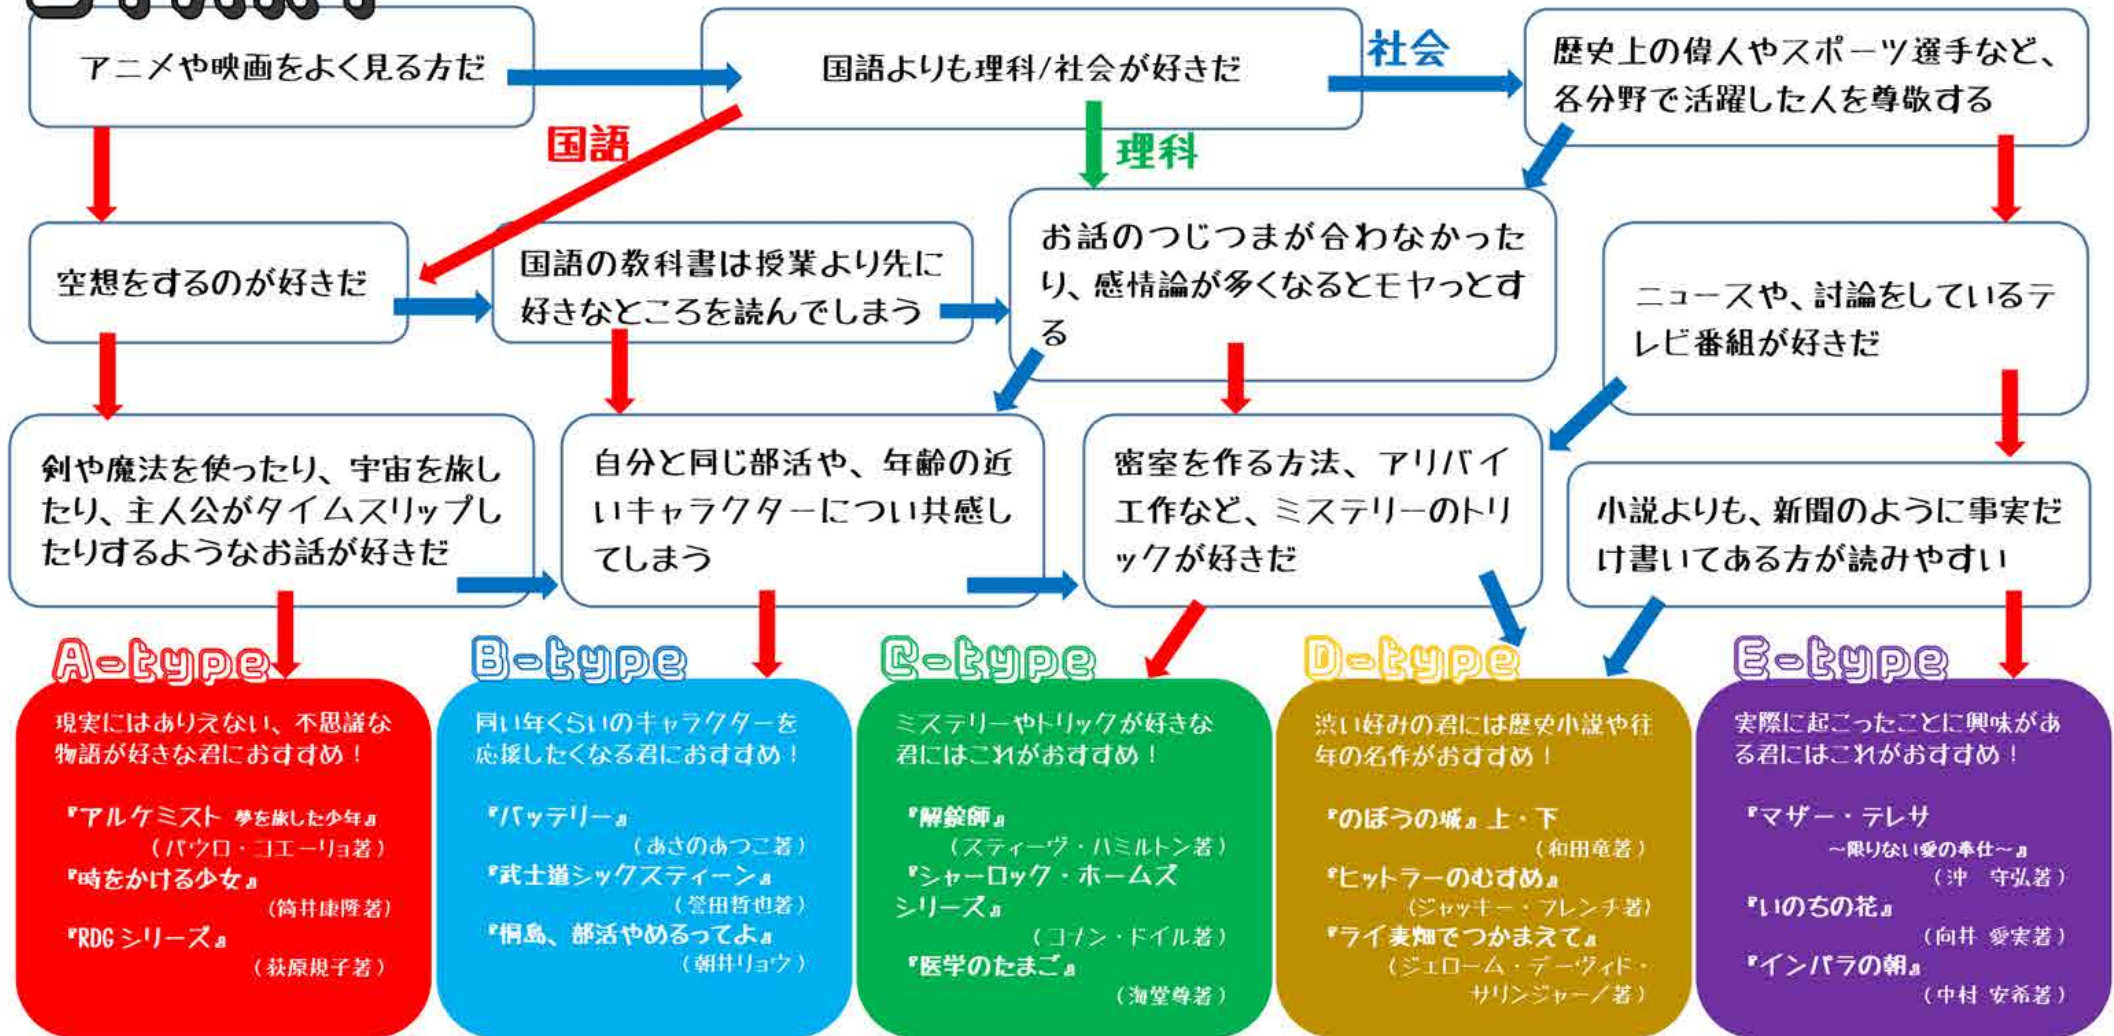 START
アニメや映画をよく見る方だ
国語よりも理科/社会が好きだ
社会
歴史上の偉人やスポーツ選手など、
各分野で活躍した人を尊敬する
国語
理科
空想をするのが好きだ
国語の教科書は授業より先に
好きなところを読んでしまう
お話のつじつまが合わなかった
り、感情論が多くなるとモヤっとす
る
ニュースや、討論をしているテ
レビ番組が好きだ
剣や魔法を使ったり、宇宙を旅し
たり、主人公がタイムスリップし
たりするようなお話が好きだ
自分と同じ部活や、年齢の近
いキャラクターについ共感し
てしまう
密室を作る方法、アリバイ
工作など、ミステリーのトリ
ックが好きだ
小説よりも、新聞のように事実だ
け書いてある方が読みやすい
A-type
現実にはありえない、不思議な
物語が好きな君におすすめ！
『アルケミスト 夢を旅した少年』
（パウロ・コエーリョ著）
『時をかける少女』
（筒井康隆著）
『RDGシリーズ』
（荻原規子著）
B-type
同い年くらいのキャラクターを
応援したくなる君におすすめ！
『バッテリー』
（あさのあつこ著）
『武士道シックスティーン』
（誉田哲也著）
『桐島、部活やめるってよ』
（朝井リョウ）
C-type
ミステリーやトリックが好きな
君にはこれがおすすめ！
『解錠師』
（スティーヴ・ハミルトン著）
『シャーロック・ホームズ
シリーズ』
（コナン・ドイル著）
『医学のたまご』
（海堂尊著）
D-type
渋い好みの君には歴史小説や往
年の名作がおすすめ！
『のぼうの城』上・下
（和田竜著）
『ヒットラーのむすめ』
（ジャッキー・フレンチ著）
『ライ麦畑でつかまえて』
（ジェローム・デーヴィド・
サリンジャー／著）
E-type
実際に起こったことに興味があ
る君にはこれがおすすめ！
『マザー・テレサ
～限りない愛の奉仕～』
（沖　守弘著）
『いのちの花』
（向井 愛実著）
『インパラの朝』
（中村 安希著）